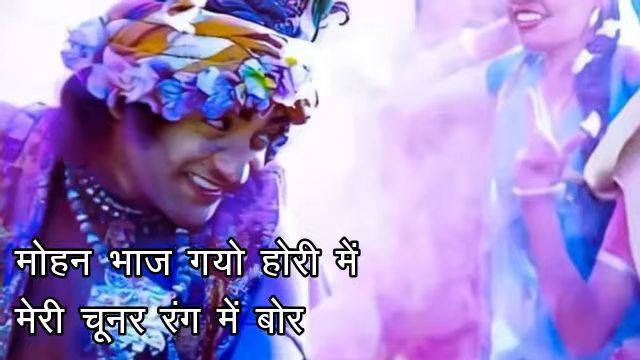 मोहन भाज गयो होरी में
मेरी चूनर रंग में बोर